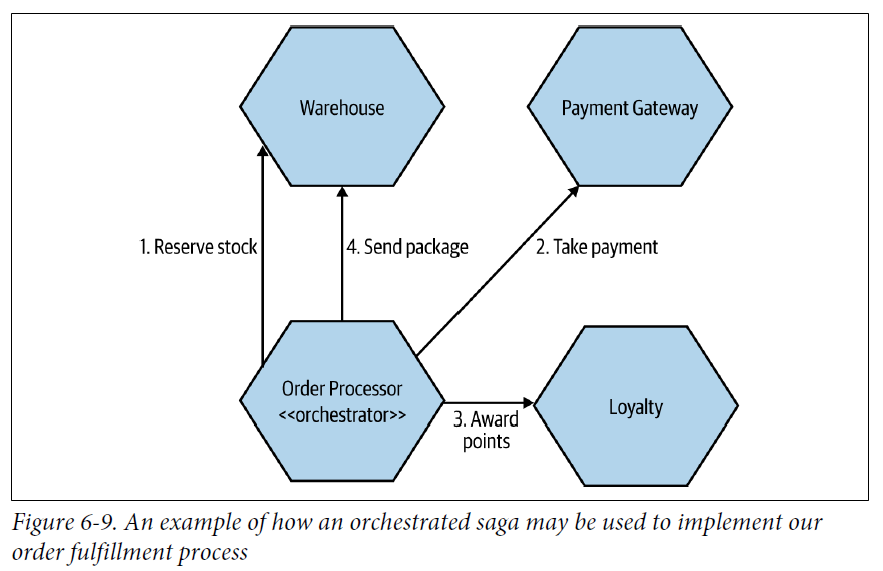 Warehouse
Payment Gateway
1. Reserve stock
4. Send package
2. Take payment
Order Processor
<<orchestrator>>
3. Award
points
Loyalty
Figure 6-9. An example of how an orchestrated saga may be used to implement our
order fulfillment process